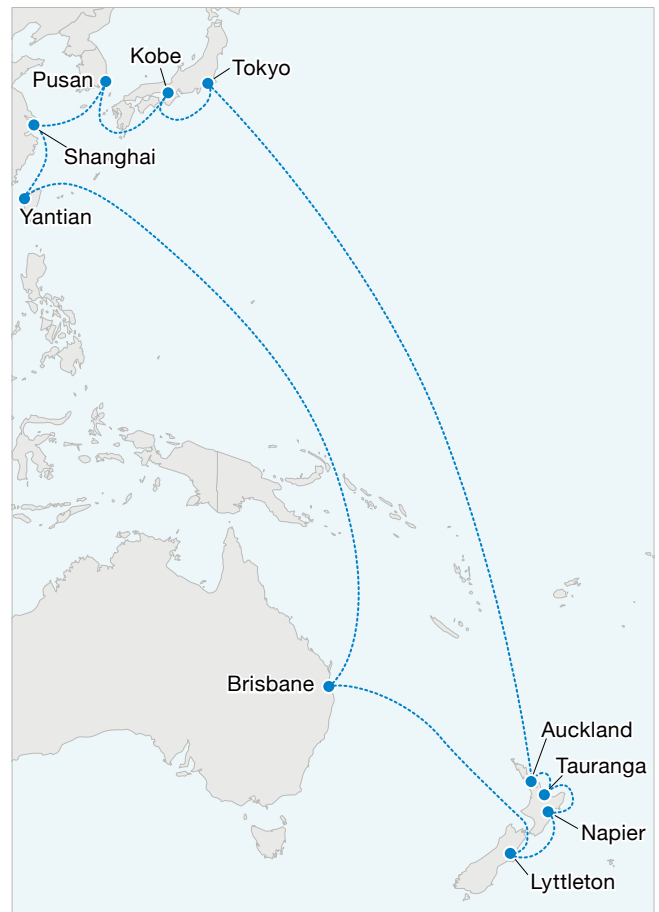 Kobe
Tokyo
Pusan
Shanghai
Yantian
Brisbane
Auckland
Tauranga
Napier
Lyttleton